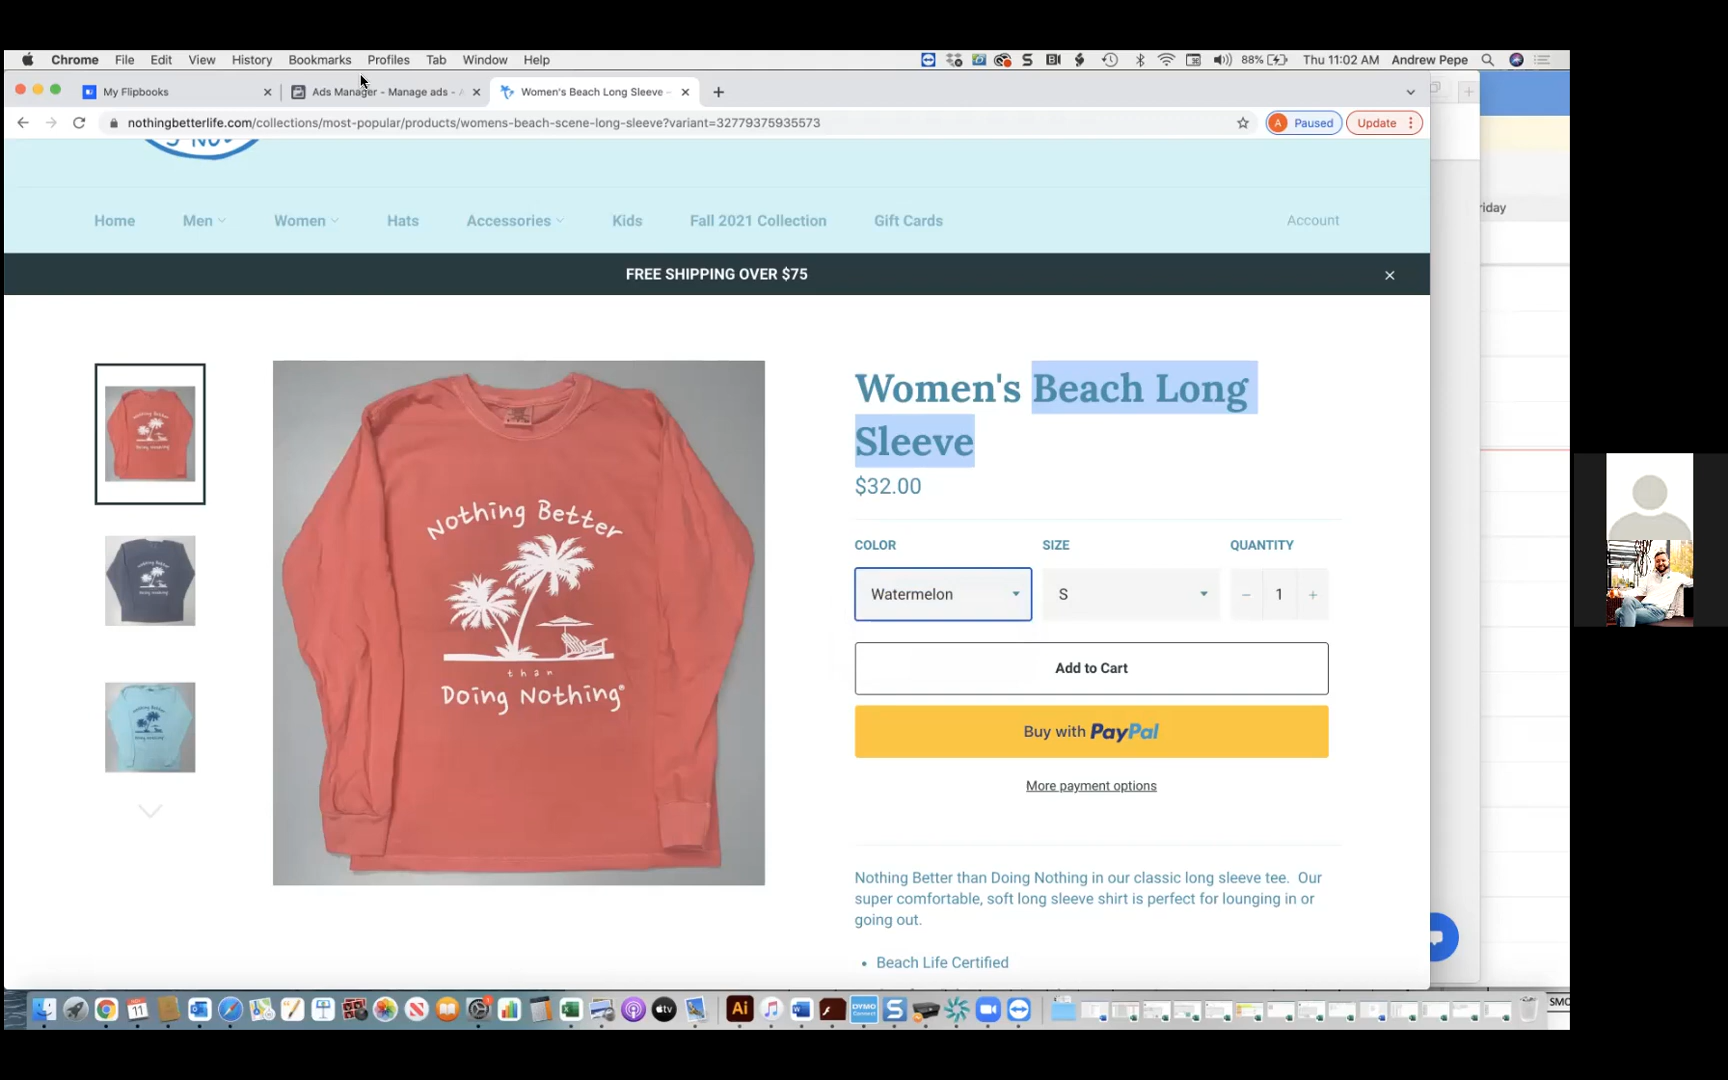 Chrome File Edit View History Bookmarks Profiles Tab Window Help
88% Thu 11:02 AM Andrew Pepe
My Flipbooks
Ads Manager - Manage ads -
Women's Beach Long Sleeve -
nothingbetterlife.com/collections/most-popular/products/womens-beach-scene-long-sleeve?variant=32779375935573
A Paused
Update
Home Men Women Hats Accessories Kids Fall 2021 Collection Gift Cards Account
riday
FREE SHIPPING OVER $75
Women's Beach Long
Sleeve
$32.00
Nothing Better
than
Doing Nothing®
COLOR SIZE QUANTITY
Watermelon S 1
Add to Cart
Buy with PayPal
More payment options
Nothing Better than Doing Nothing in our classic long sleeve tee. Our
super comfortable, soft long sleeve shirt is perfect for lounging in or
going out.
Beach Life Certified